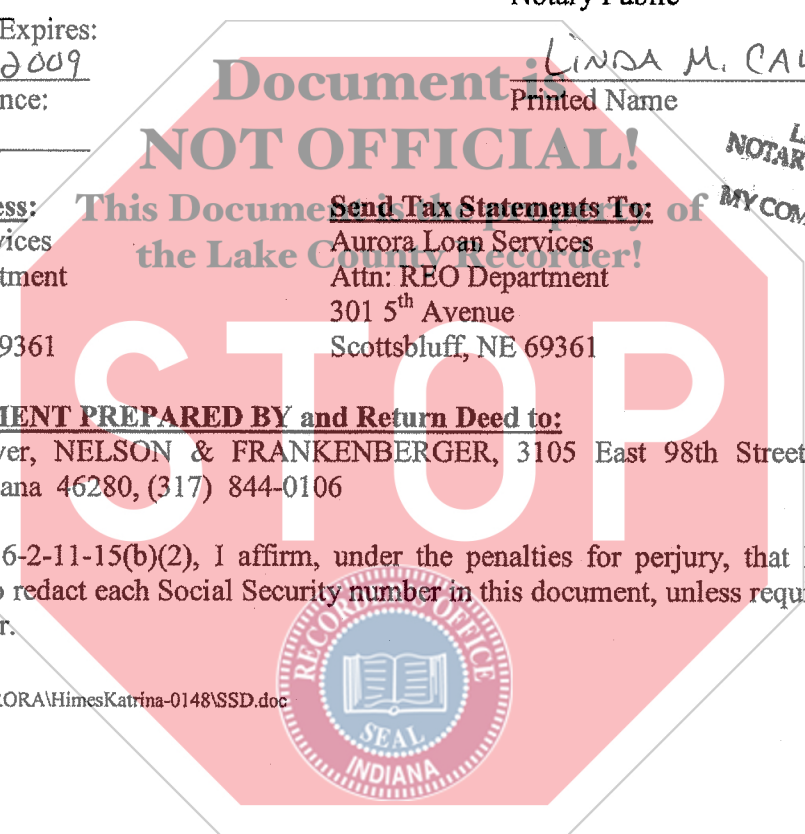 Notary Public
Expires:
2009
LINDA M. CAL
nce:
Printed Name
NOTAR
MY COM
Document is
NOT OFFICIAL!
This Document is the property of
the Lake County Recorder!
ess:
Send Tax Statements To:
vices
Aurora Loan Services
tment
Attn: REO Department
301 5th Avenue
9361
Scottsbluff, NE 69361
STOP
MENT PREPARED BY and Return Deed to:
ver, NELSON & FRANKENBERGER, 3105 East 98th Street
ana 46280, (317) 844-0106
6-2-11-15(b)(2), I affirm, under the penalties for perjury, that
o redact each Social Security number in this document, unless requi
r.
ORA\HimesKatrina-0148\SSD.doc
RECORDER'S OFFICE
SEAL
INDIANA